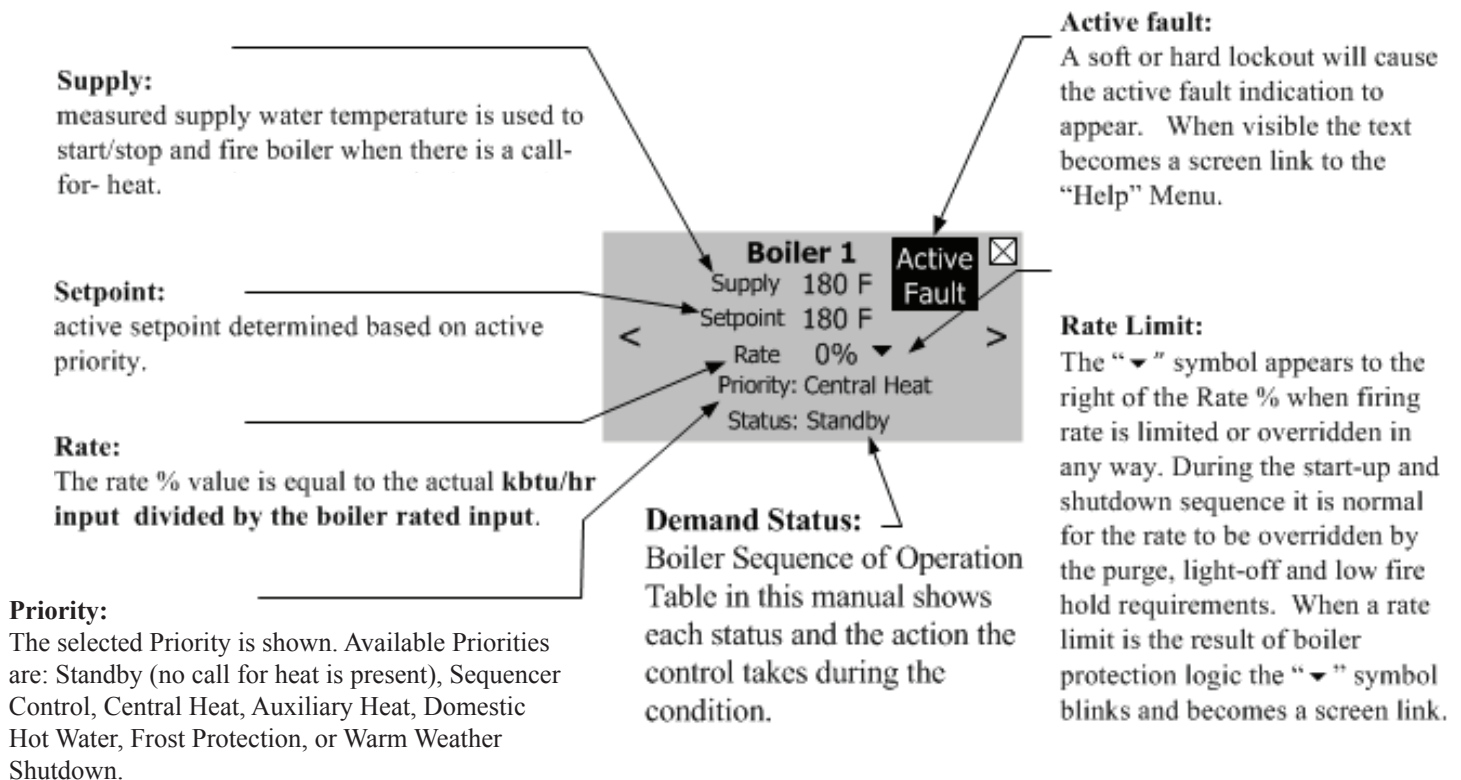 Supply:
measured supply water temperature is used to
start/stop and fire boiler when there is a call-
for- heat.
Setpoint:
active setpoint determined based on active
priority.
Rate:
The rate % value is equal to the actual kbtu/hr
input divided by the boiler rated input.
Priority:
The selected Priority is shown. Available Priorities
are: Standby (no call for heat is present), Sequencer
Control, Central Heat, Auxiliary Heat, Domestic
Hot Water, Frost Protection, or Warm Weather
Shutdown.
Boiler 1
Active
Fault
Supply 180 F
Setpoint 180 F
< >
Rate 0% ▼
Priority: Central Heat
Status: Standby
Demand Status:
Boiler Sequence of Operation
Table in this manual shows
each status and the action the
control takes during the
condition.
Active fault:
A soft or hard lockout will cause
the active fault indication to
appear. When visible the text
becomes a screen link to the
“Help” Menu.
Rate Limit:
The “▼” symbol appears to the
right of the Rate % when firing
rate is limited or overridden in
any way. During the start-up and
shutdown sequence it is normal
for the rate to be overridden by
the purge, light-off and low fire
hold requirements. When a rate
limit is the result of boiler
protection logic the “▼” symbol
blinks and becomes a screen link.